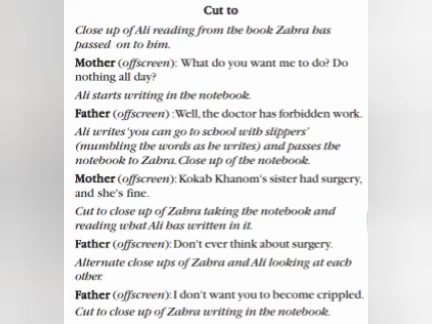 Cut to
Close up of Ali reading from the book Zahra has
passed on to him.
Mother (offscreen): What do you want me to do? Do
nothing all day?
Ali starts writing in the notebook.
Father (offscreen) :Well, the doctor has forbidden work.
Ali writes 'you can go to school with slippers'
(mumbling the words as he writes) and passes the
notebook to Zahra. Close up of the notebook.
Mother (offscreen): Kokab Khanom's sister had surgery,
and she's fine.
Cut to close up of Zahra taking the notebook and
reading what Ali has written in it.
Father (offscreen): Don't ever think about surgery.
Alternate close ups of Zahra and Ali looking at each
other.
Father (offscreen): I don't want you to become crippled.
Cut to close up of Zahra writing in the notebook.